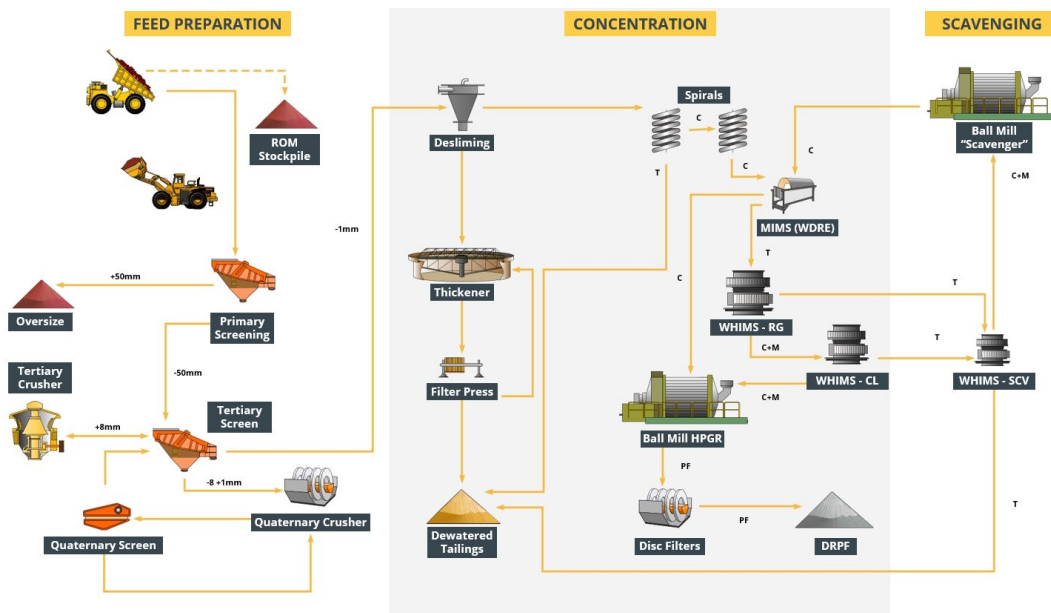 FEED PREPARATION
CONCENTRATION
SCAVENGING
ROM
Stockpile
Desliming
Spirals
C
T
C
C
Ball Mill
"Scavenger"
C+M
MIMS (WDRE)
-1mm
+50mm
Oversize
Primary
Screening
Thickener
C
T
WHIMS - RG
T
C+M
T
WHIMS - CL
WHIMS - SCV
-50mm
Tertiary
Crusher
+8mm
Tertiary
Screen
Filter Press
C+M
Ball Mill HPGR
-8 +1mm
PF
Quaternary Crusher
Quaternary Screen
Dewatered
Tailings
Disc Filters
PF
DRPF
T